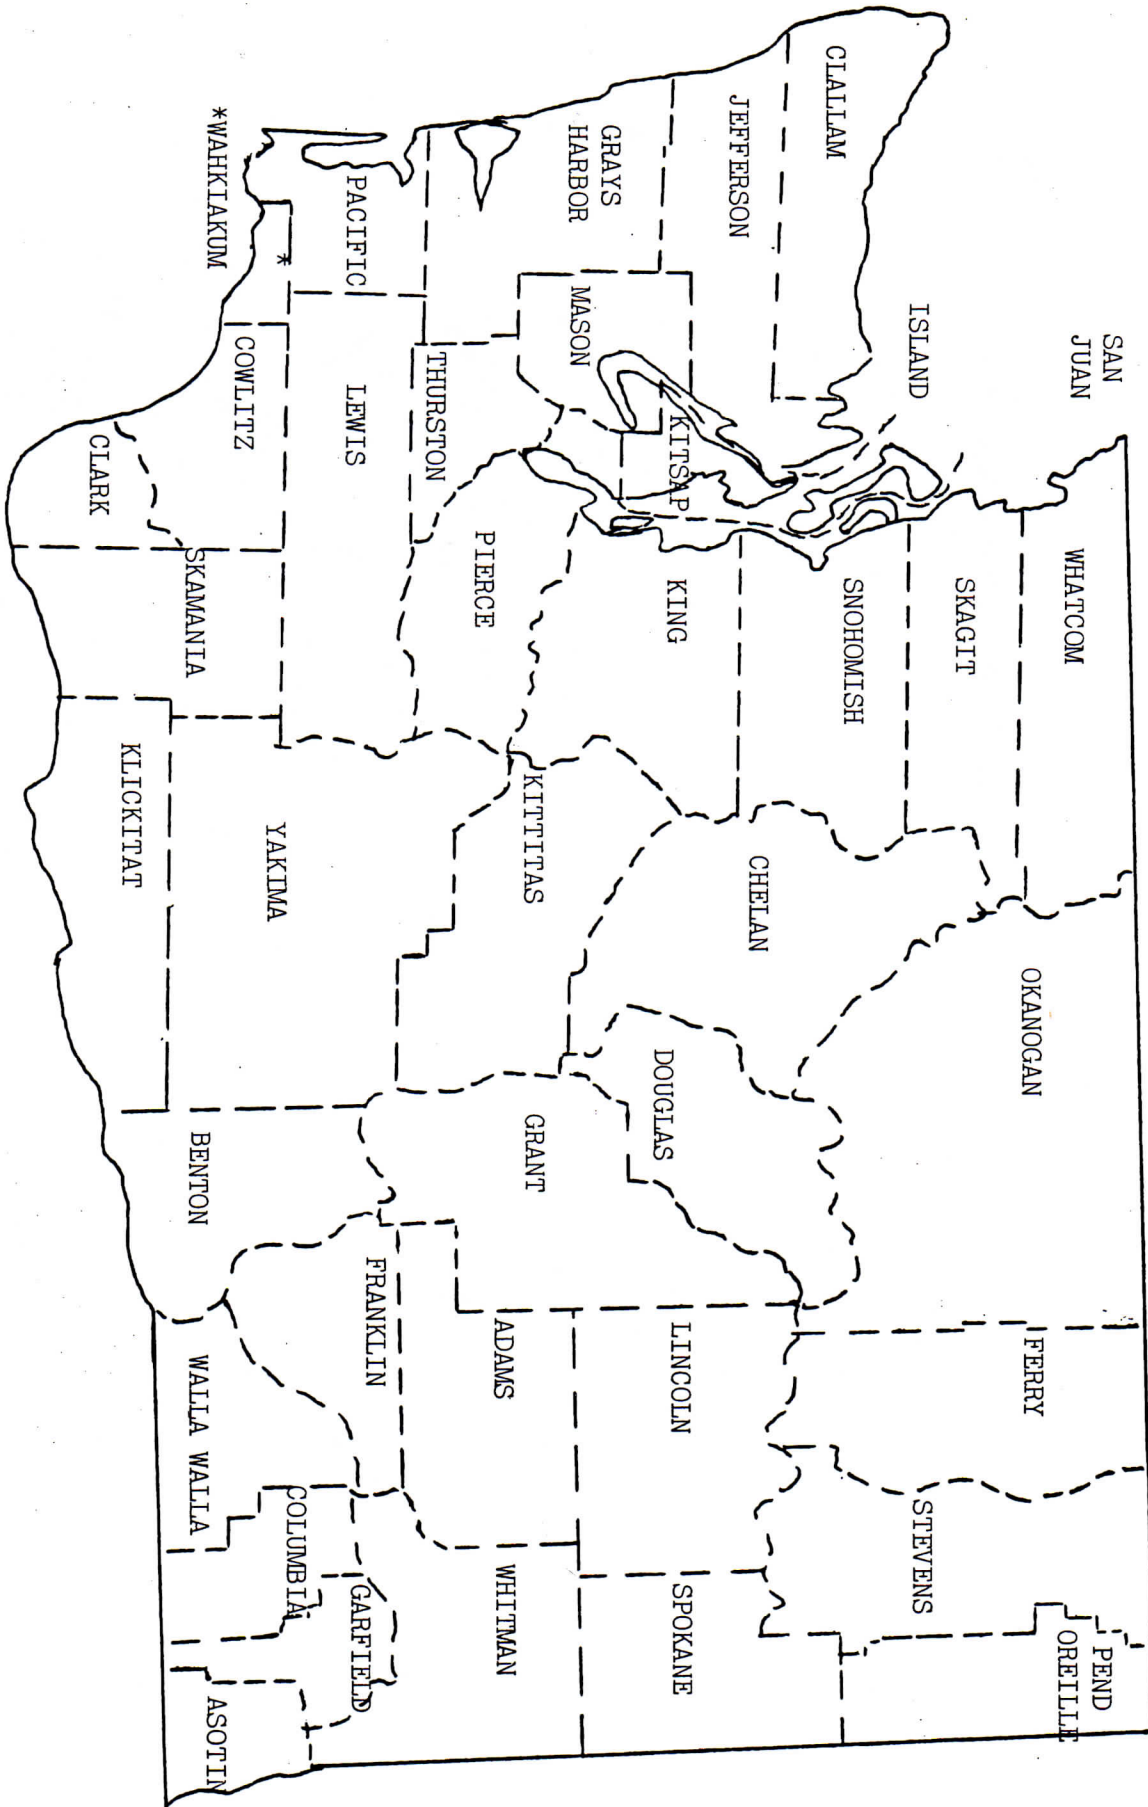 SAN
JUAN
WHATCOM
OKANOGAN
FERRY
PEND
OREILLE
STEVENS
SKAGIT
ISLAND
CLALLAM
SNOHOMISH
CHELAN
JEFFERSON
KITSAP
KING
DOUGLAS
LINCOLN
SPOKANE
GRAYS
HARBOR
MASON
KITTITAS
GRANT
ADAMS
WHITMAN
THURSTON
PIERCE
PACIFIC
LEWIS
YAKIMA
FRANKLIN
GARFIELD
COLUMBIA
*
*WAHKIAKUM
COWLITZ
SKAMANIA
BENTON
WALLA WALLA
ASOTIN
CLARK
KLICKITAT